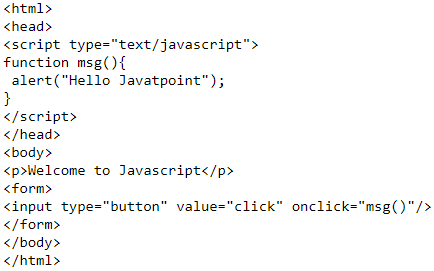 <html>
<head>
<script type="text/javascript">
function msg(){
 alert("Hello Javatpoint");
}
</script>
</head>
<body>
<p>Welcome to Javascript</p>
<form>
<input type="button" value="click" onclick="msg()"/>
</form>
</body>
</html>